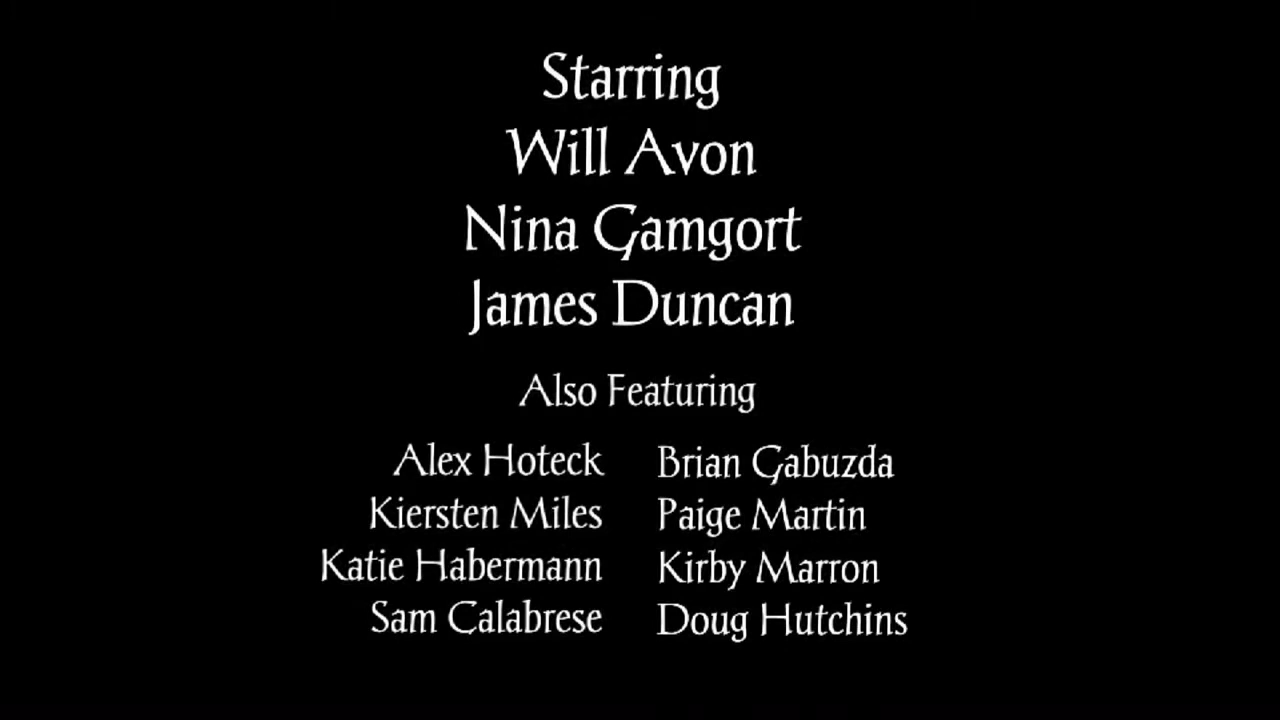 Starring
Will Avon
Nina Gamgort
James Duncan
Also Featuring
Alex Hoteck Brian Gabuzda
Kiersten Miles Paige Martin
Katie Habermann Kirby Marron
Sam Calabrese Doug Hutchins